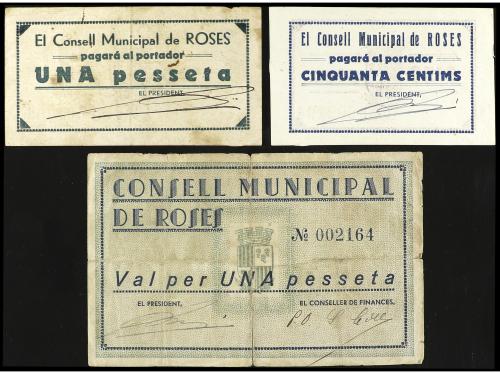 El Consell Municipal de ROSES
pagará al portador
UNA pesseta
EL PRESIDENT,
El Consell Municipal de ROSES
pagará al portador
CINQUANTA CENTIMS
EL PRESIDENT,
CONSELL MUNICIPAL
DE ROSES
№ 002164
Val per UNA pesseta
EL PRESIDENT,
EL CONSELLER DE FINANCES,
P.O.